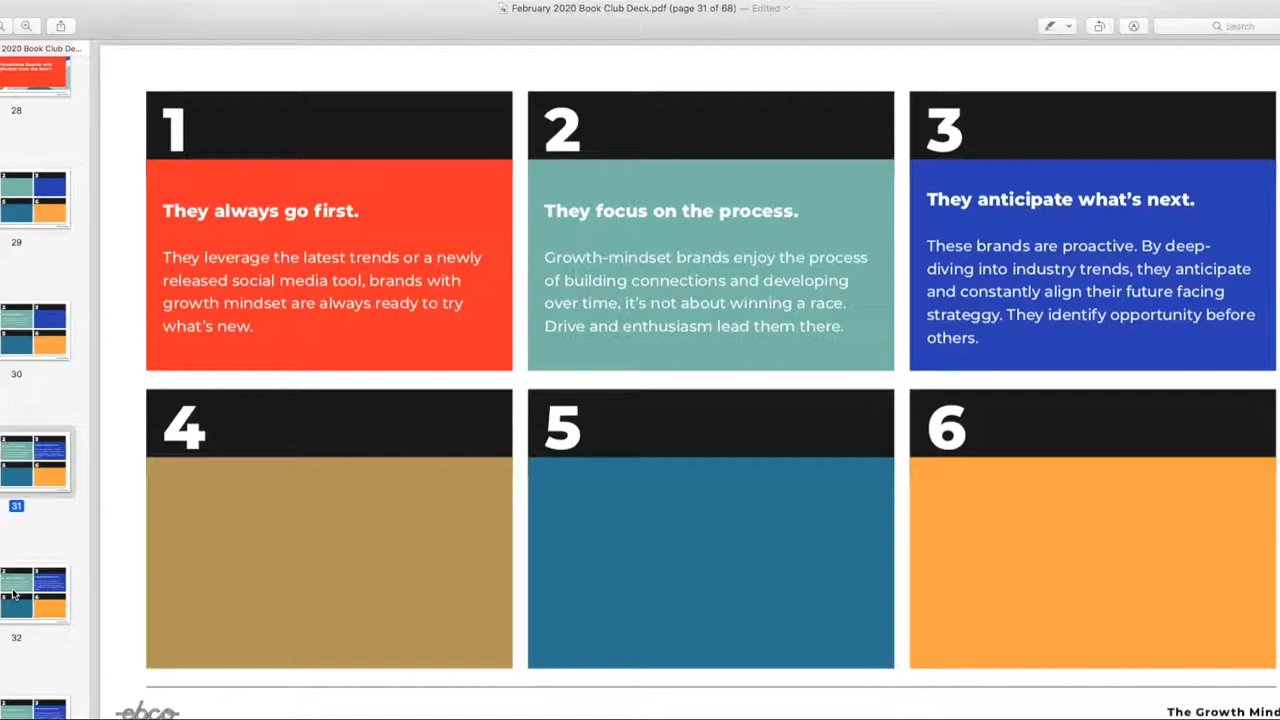 February 2020 Book Club Deck.pdf (page 31 of 68) — Edited
Search
2020 Book Club De...
28
29
30
31
32
1
They always go first.
They leverage the latest trends or a newly
released social media tool, brands with
growth mindset are always ready to try
what's new.
2
They focus on the process.
Growth-mindset brands enjoy the process
of building connections and developing
over time, it's not about winning a race.
Drive and enthusiasm lead them there.
3
They anticipate what's next.
These brands are proactive. By deep-
diving into industry trends, they anticipate
and constantly align their future facing
strateggy. They identify opportunity before
others.
4
5
6
ebco
The Growth Mind